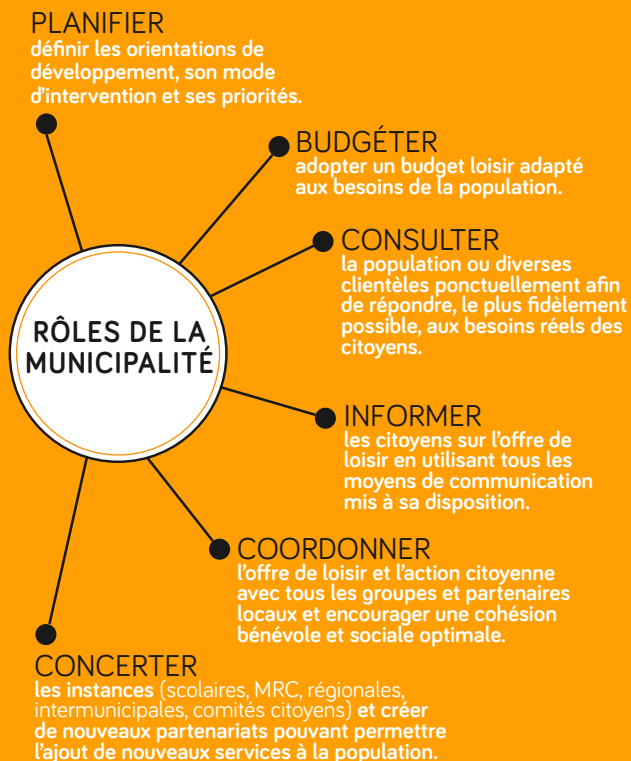 PLANIFIER
définir les orientations de
développement, son mode
d'intervention et ses priorités.
BUDGÉTER
adopter un budget loisir adapté
aux besoins de la population.
CONSULTER
la population ou diverses
clientèles ponctuellement afin
de répondre, le plus fidèlement
possible, aux besoins réels des
citoyens.
RÔLES DE LA
MUNICIPALITÉ
INFORMER
les citoyens sur l'offre de
loisir en utilisant tous les
moyens de communication
mis à sa disposition.
COORDONNER
l'offre de loisir et l'action citoyenne
avec tous les groupes et partenaires
locaux et encourager une cohésion
bénévole et sociale optimale.
CONCERTER
les instances (scolaires, MRC, régionales,
intermunicipales, comités citoyens) et créer
de nouveaux partenariats pouvant permettre
l'ajout de nouveaux services à la population.